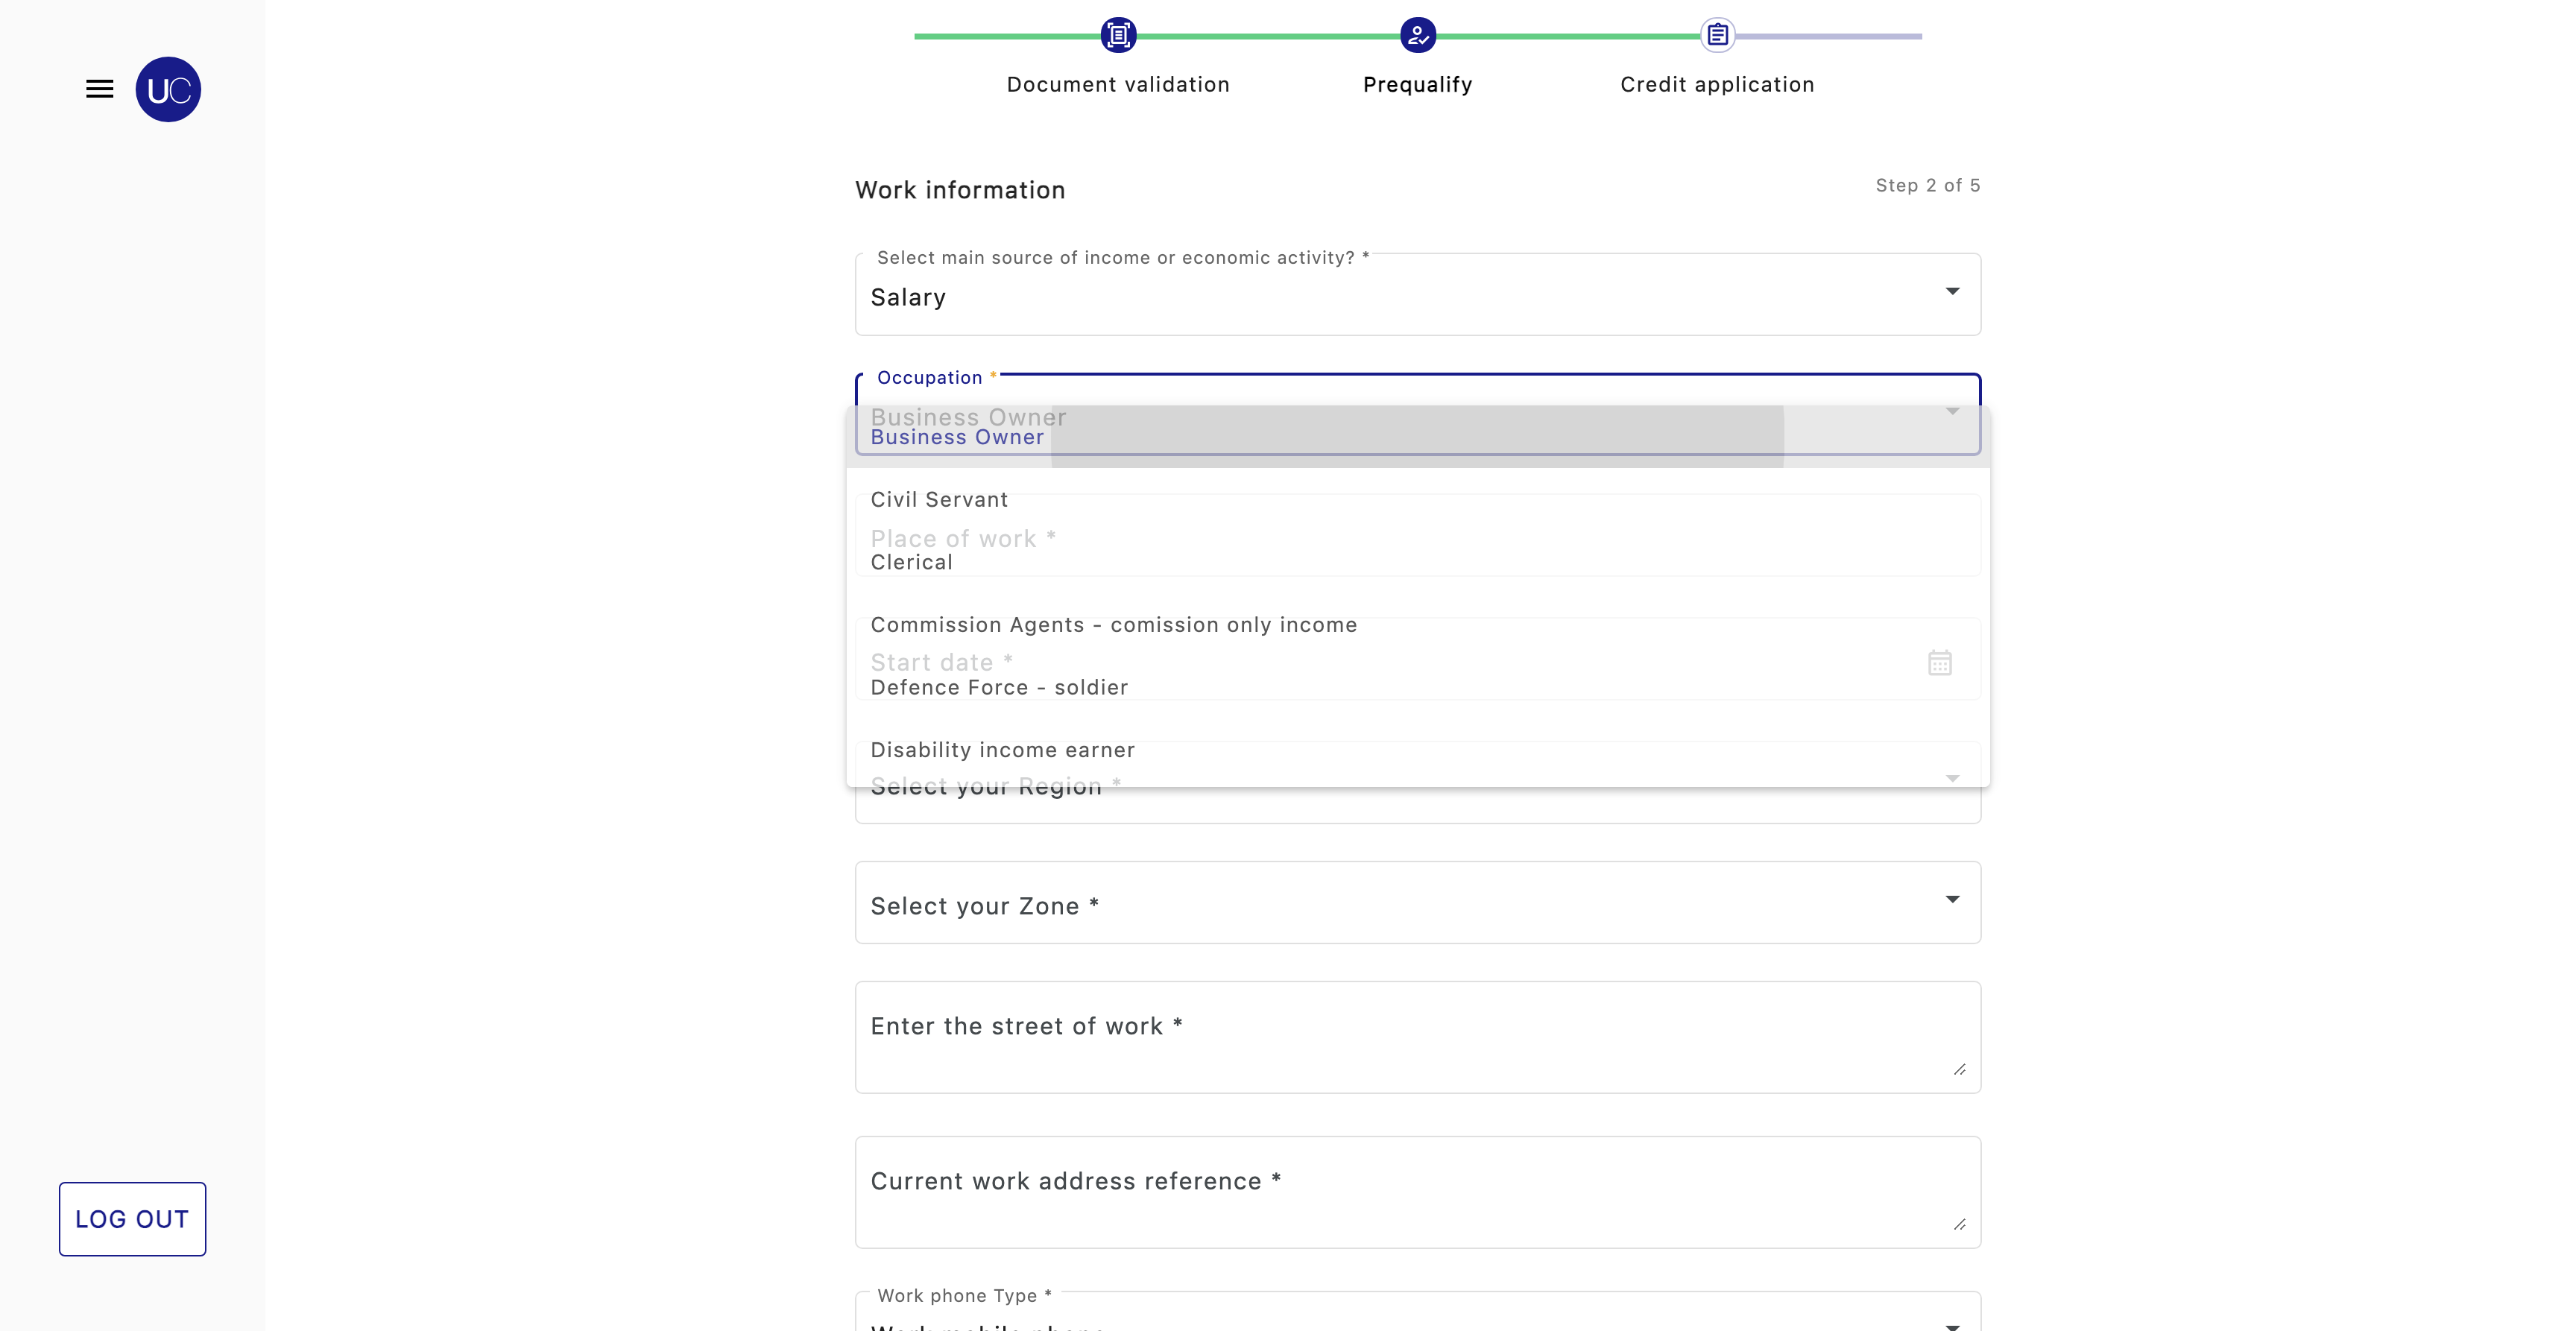 Document validation
Prequalify
Credit application
UC
Work information
Step 2 of 5
Select main source of income or economic activity? *
Salary
Occupation *
Business Owner
Business Owner
Civil Servant
Place of work *
Clerical
Commission Agents - comission only income
Start date *
Defence Force - soldier
Disability income earner
Select your Region *
Select your Zone *
Enter the street of work *
Current work address reference *
LOG OUT
Work phone Type *
Work mobile phone